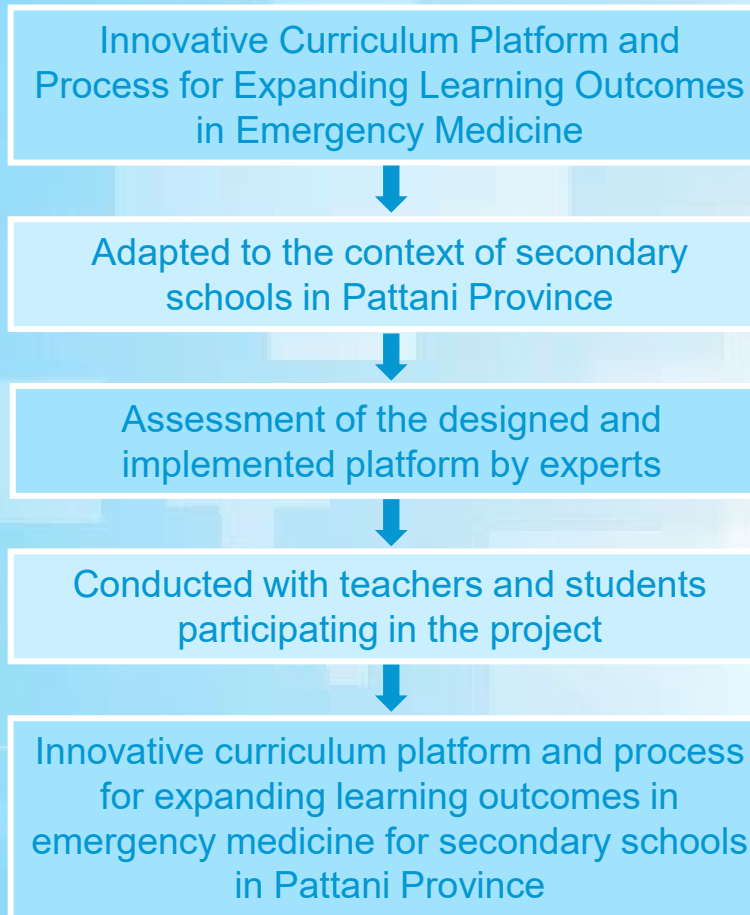 Innovative Curriculum Platform and
Process for Expanding Learning Outcomes
in Emergency Medicine
Adapted to the context of secondary
schools in Pattani Province
Assessment of the designed and
implemented platform by experts
Conducted with teachers and students
participating in the project
Innovative curriculum platform and process
for expanding learning outcomes in
emergency medicine for secondary schools
in Pattani Province